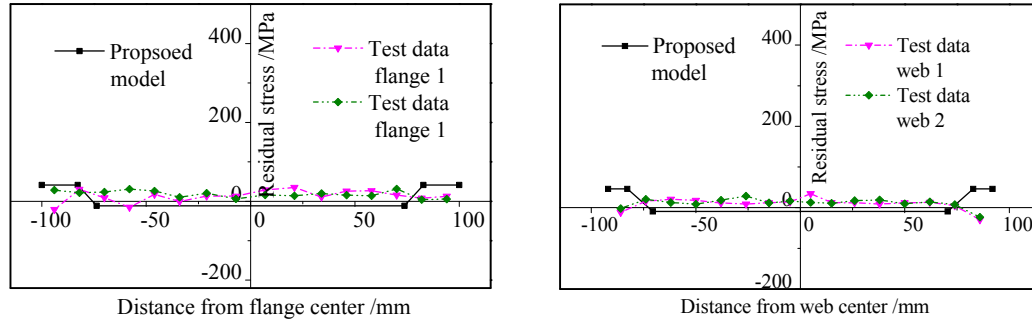 400
Residual stress /MPa
Propsoed
model
Test data
flange 1
Test data
flange 1
200
0
-100
-50
0
50
100
-200
Distance from flange center /mm
400
Residual stress /MPa
Proposed
model
Test data
web 1
Test data
web 2
200
0
-100
-50
0
50
100
-200
Distance from web center /mm